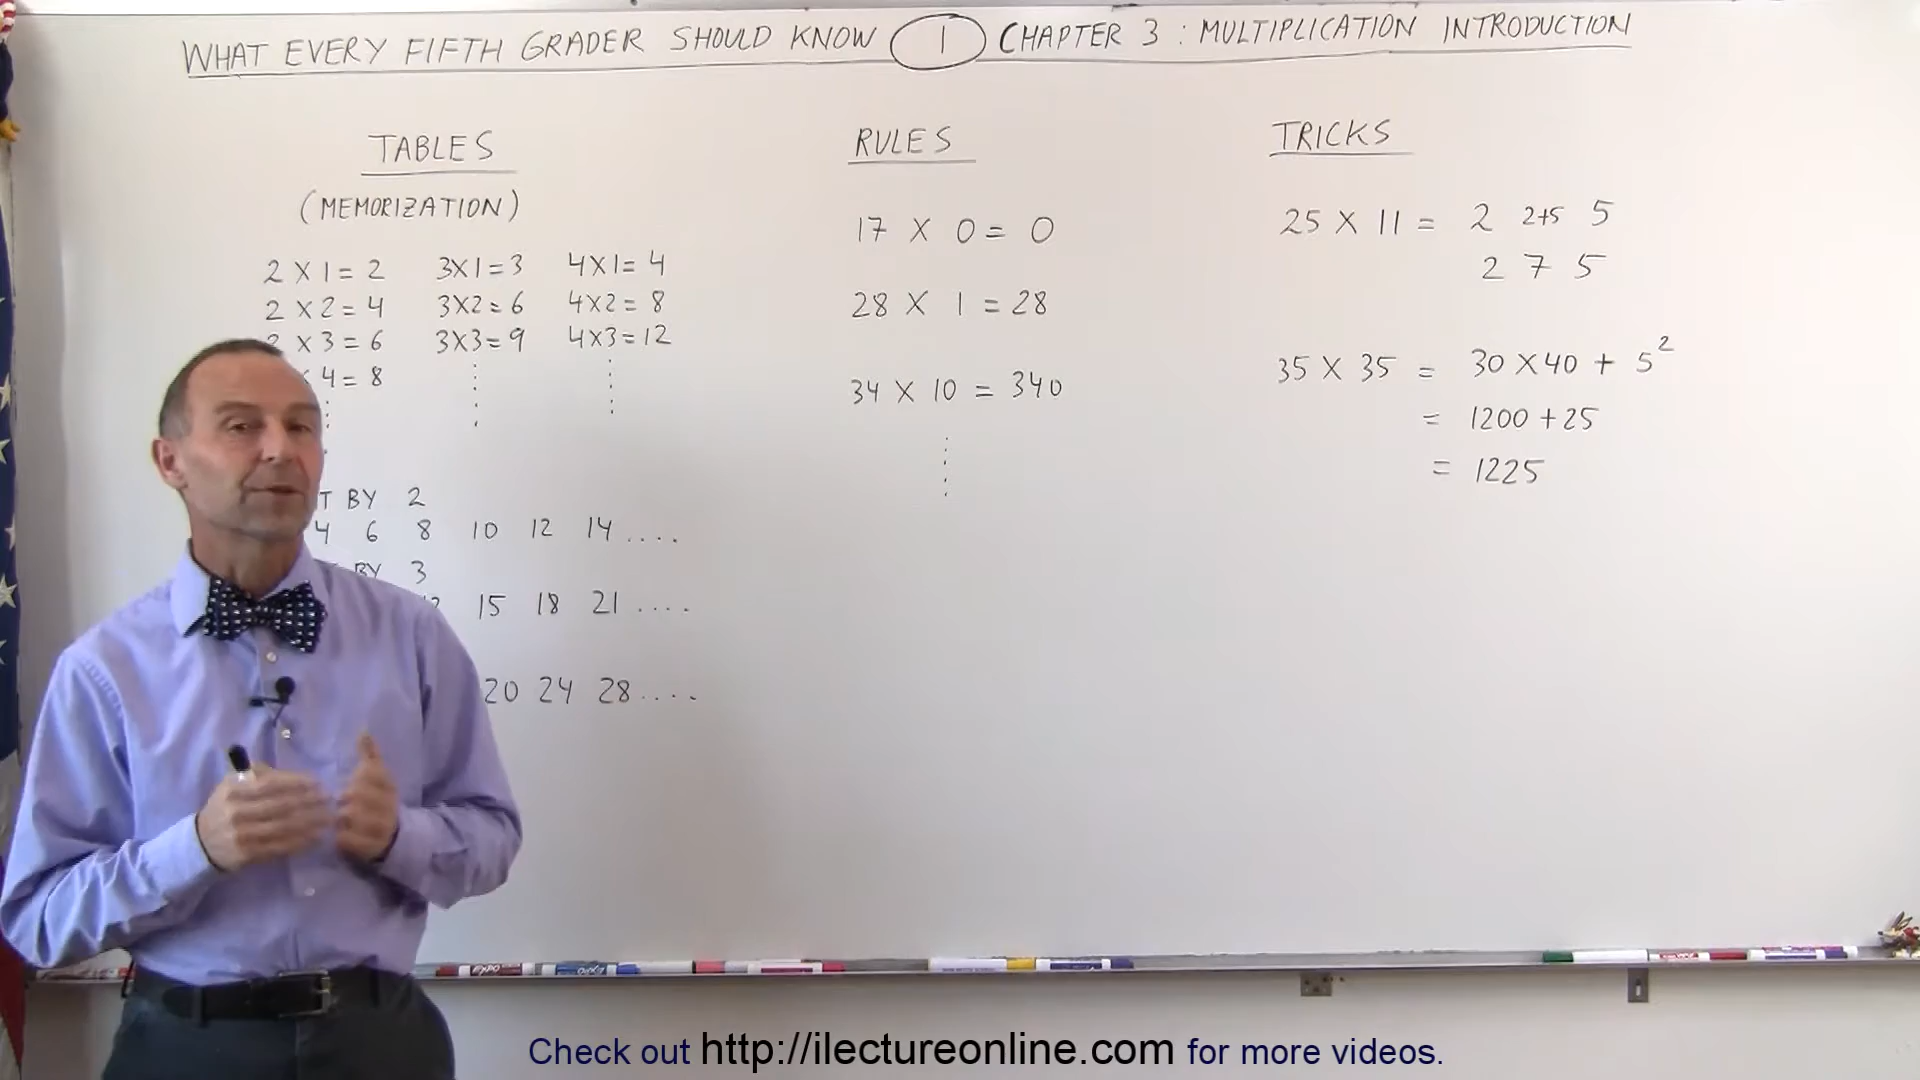 WHAT EVERY FIFTH GRADER SHOULD KNOW 1 CHAPTER 3 : MULTIPLICATION INTRODUCTION
TABLES
(MEMORIZATION)
2 X 1 = 2 3X1=3 4X1=4
2 X 2 = 4 3X2=6 4X2=8
X 3 = 6 3X3=9 4X3=12
4 = 8
BY 2
4 6 8 10 12 14 ....
BY 3
15 18 21 ....
20 24 28 ....
RULES
17 X 0 = 0
28 X 1 = 28
34 X 10 = 340
TRICKS
25 X 11 = 2 2+5 5
2 7 5
35 X 35 = 30 X 40 + 5²
= 1200 + 25
= 1225
Check out http://ilectureonline.com for more videos.